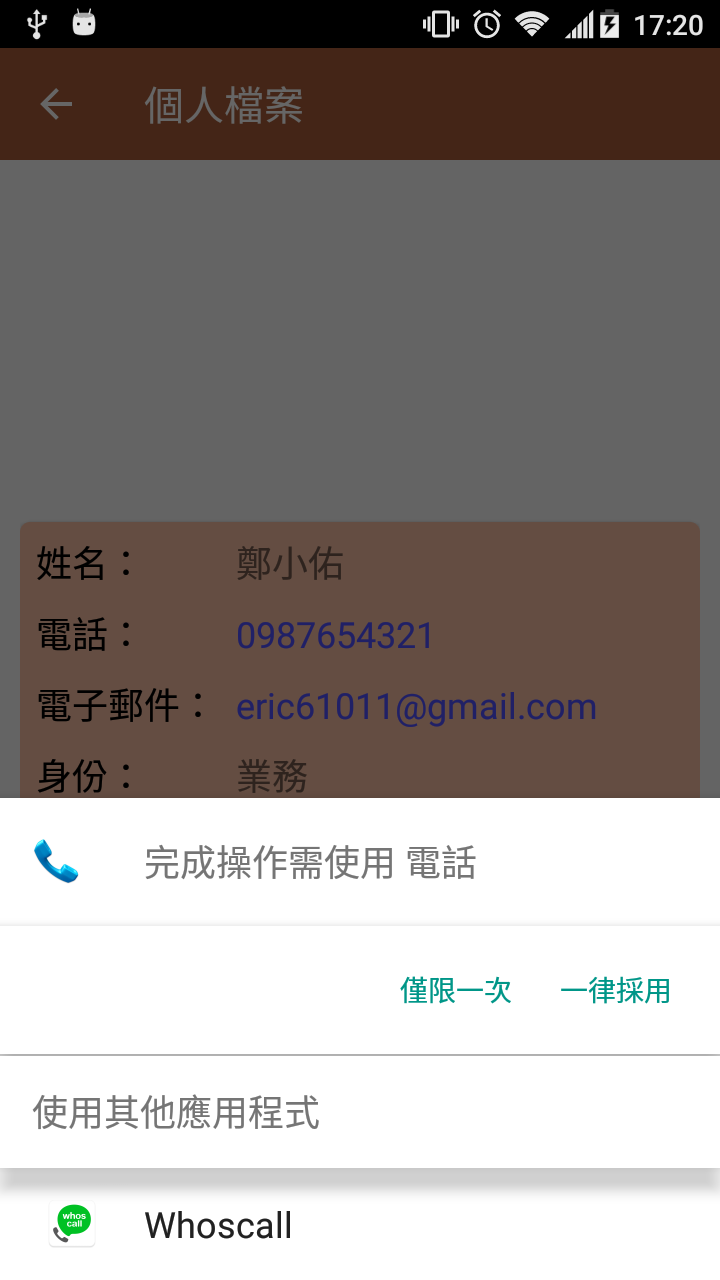 17:20
個人檔案
姓名： 鄭小佑
電話： 0987654321
電子郵件： eric61011@gmail.com
身份： 業務
完成操作需使用 電話
僅限一次 一律採用
使用其他應用程式
whos
call
Whoscall